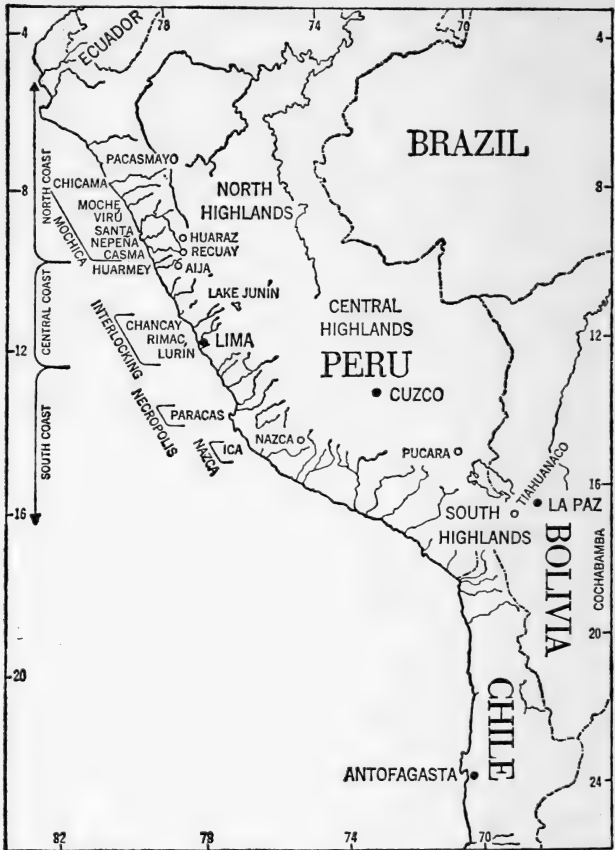 78
74
70
4
4
ECUADOR
BRAZIL
PACASMAYO
CHICAMA
8
8
NORTH
HIGHLANDS
NORTH COAST
MOCHICA
MOCHE
VIRÚ
SANTA
NEPEÑA
CASMA
HUARMEY
HUARAZ
RECUAY
AIJA
LAKE JUNÍN
CENTRAL
HIGHLANDS
CENTRAL COAST
INTERLOCKING
CHANCAY
RIMAC
LURIN
LIMA
12
12
PERU
CUZCO
SOUTH COAST
NECROPOLIS
PARACAS
NAZCA
ICA
NAZCA
PUCARA
TIAHUANACO
16
16
LA PAZ
SOUTH
HIGHLANDS
BOLIVIA
COCHABAMBA
20
20
CHILE
ANTOFAGASTA
24
82
78
74
70